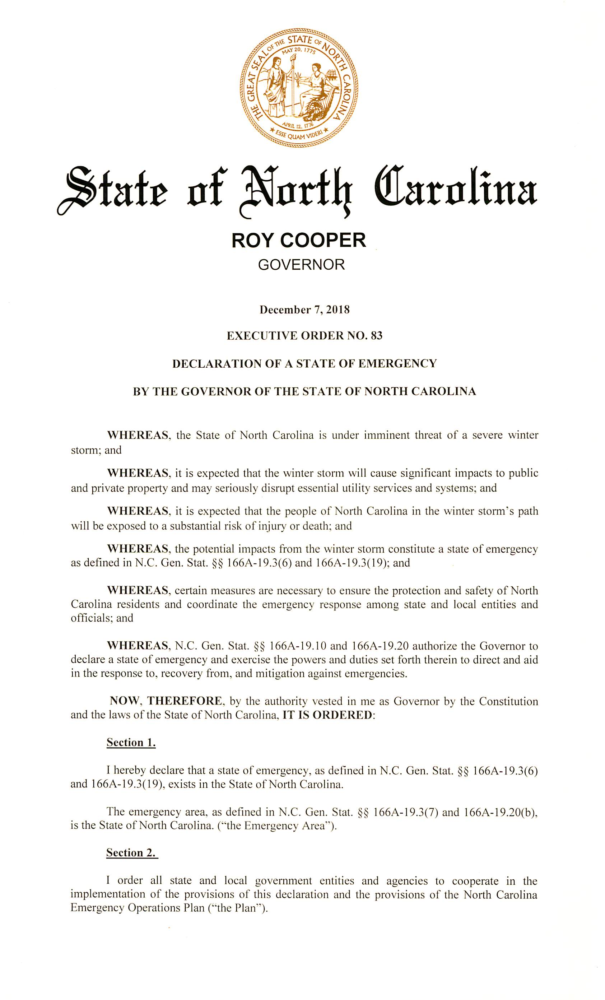 THE GREAT SEAL OF THE STATE OF NORTH CAROLINA
MAY 20, 1775
APRIL 12, 1776
★ ESSE QUAM VIDERI ★
State of North Carolina
ROY COOPER
GOVERNOR
December 7, 2018
EXECUTIVE ORDER NO. 83
DECLARATION OF A STATE OF EMERGENCY
BY THE GOVERNOR OF THE STATE OF NORTH CAROLINA
WHEREAS, the State of North Carolina is under imminent threat of a severe winter
storm; and
WHEREAS, it is expected that the winter storm will cause significant impacts to public
and private property and may seriously disrupt essential utility services and systems; and
WHEREAS, it is expected that the people of North Carolina in the winter storm's path
will be exposed to a substantial risk of injury or death; and
WHEREAS, the potential impacts from the winter storm constitute a state of emergency
as defined in N.C. Gen. Stat. §§ 166A-19.3(6) and 166A-19.3(19); and
WHEREAS, certain measures are necessary to ensure the protection and safety of North
Carolina residents and coordinate the emergency response among state and local entities and
officials; and
WHEREAS, N.C. Gen. Stat. §§ 166A-19.10 and 166A-19.20 authorize the Governor to
declare a state of emergency and exercise the powers and duties set forth therein to direct and aid
in the response to, recovery from, and mitigation against emergencies.
NOW, THEREFORE, by the authority vested in me as Governor by the Constitution
and the laws of the State of North Carolina, IT IS ORDERED:
Section 1.
I hereby declare that a state of emergency, as defined in N.C. Gen. Stat. §§ 166A-19.3(6)
and 166A-19.3(19), exists in the State of North Carolina.
The emergency area, as defined in N.C. Gen. Stat. §§ 166A-19.3(7) and 166A-19.20(b),
is the State of North Carolina. (“the Emergency Area”).
Section 2.
I order all state and local government entities and agencies to cooperate in the
implementation of the provisions of this declaration and the provisions of the North Carolina
Emergency Operations Plan (“the Plan”).